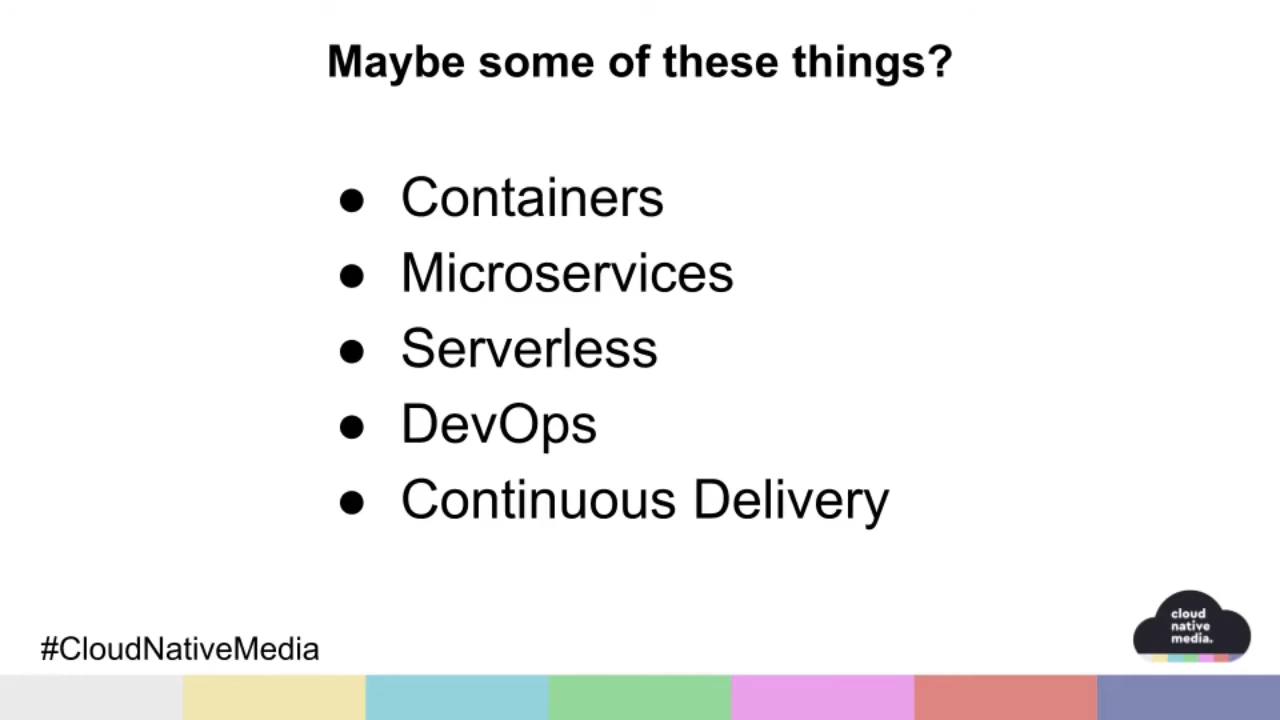 Maybe some of these things?
● Containers
● Microservices
● Serverless
● DevOps
● Continuous Delivery
cloud
native
media.
#CloudNativeMedia